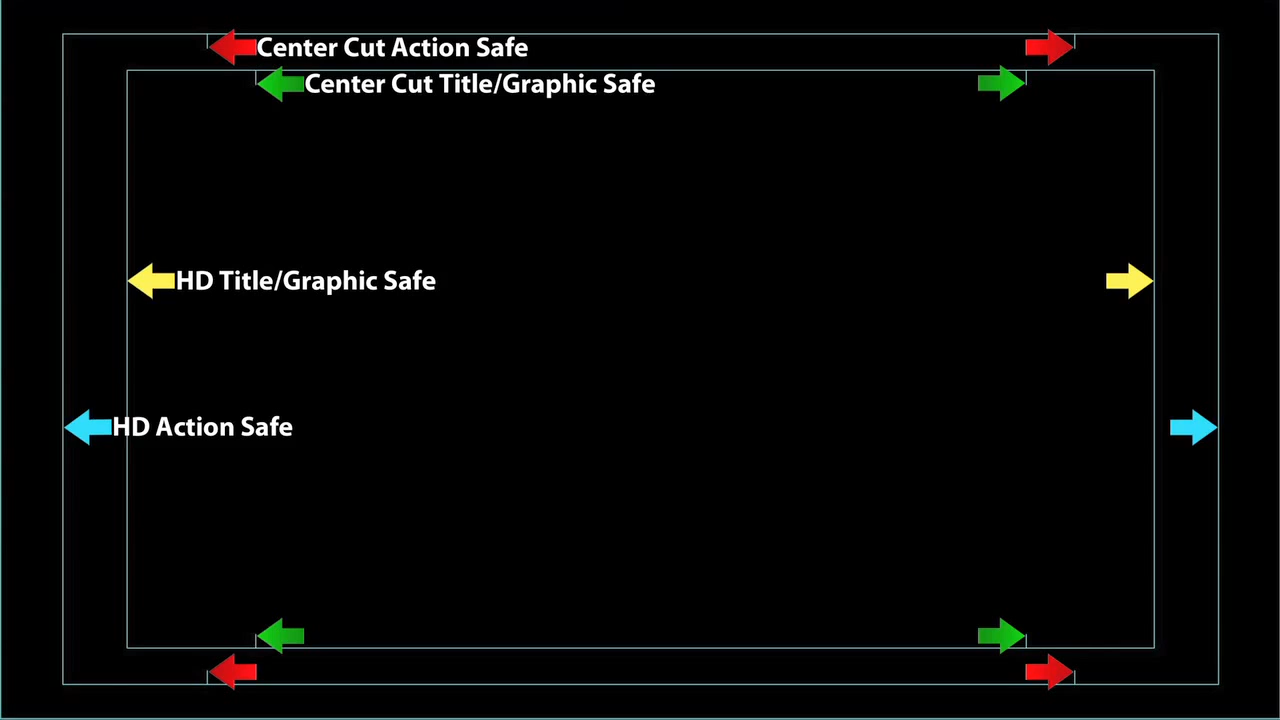 Center Cut Action Safe
Center Cut Title/Graphic Safe
HD Title/Graphic Safe
HD Action Safe